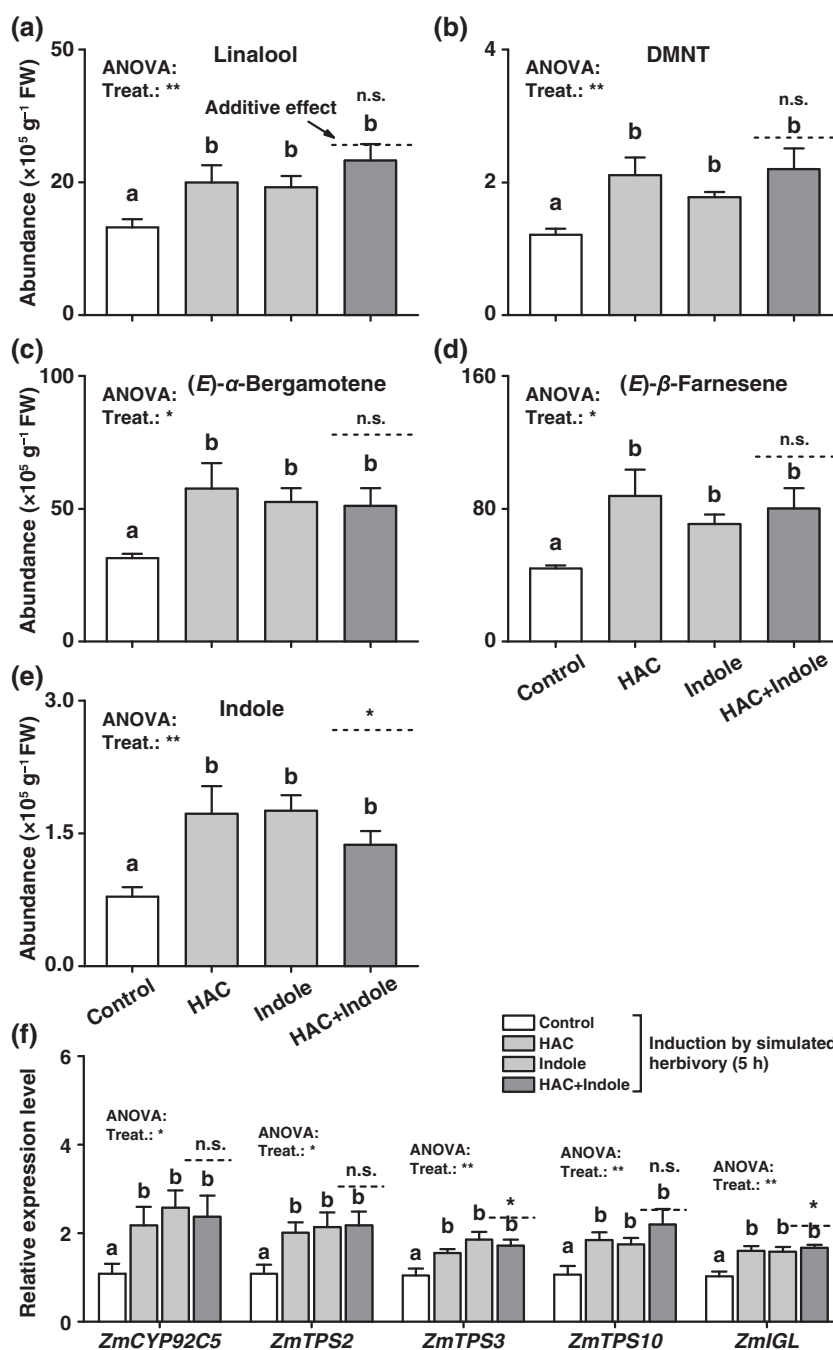 (a)
Linalool
ANOVA:
Treat.: **
Additive effect
n.s.
a
b
b
b
50
20
0
Abundance (×10⁵ g⁻¹ FW)
(b)
DMNT
ANOVA:
Treat.: **
n.s.
a
b
b
b
4
2
0
(c)
(E)-α-Bergamotene
ANOVA:
Treat.: *
n.s.
a
b
b
b
100
50
0
Abundance (×10⁵ g⁻¹ FW)
(d)
(E)-β-Farnesene
ANOVA:
Treat.: *
n.s.
a
b
b
b
160
80
0
Control
HAC
Indole
HAC+Indole
(e)
Indole
ANOVA:
Treat.: **
*
a
b
b
b
3.0
1.5
0.0
Abundance (×10⁵ g⁻¹ FW)
Control
HAC
Indole
HAC+Indole
(f)
Control
HAC
Indole
HAC+Indole
Induction by simulated
herbivory (5 h)
6
4
2
0
Relative expression level
ANOVA:
Treat.: *
n.s.
a
b
b
b
ANOVA:
Treat.: *
n.s.
a
b
b
b
ANOVA:
Treat.: **
*
a
b
b
b
ANOVA:
Treat.: **
n.s.
a
b
b
b
ANOVA:
Treat.: **
*
a
b
b
b
ZmCYP92C5
ZmTPS2
ZmTPS3
ZmTPS10
ZmIGL